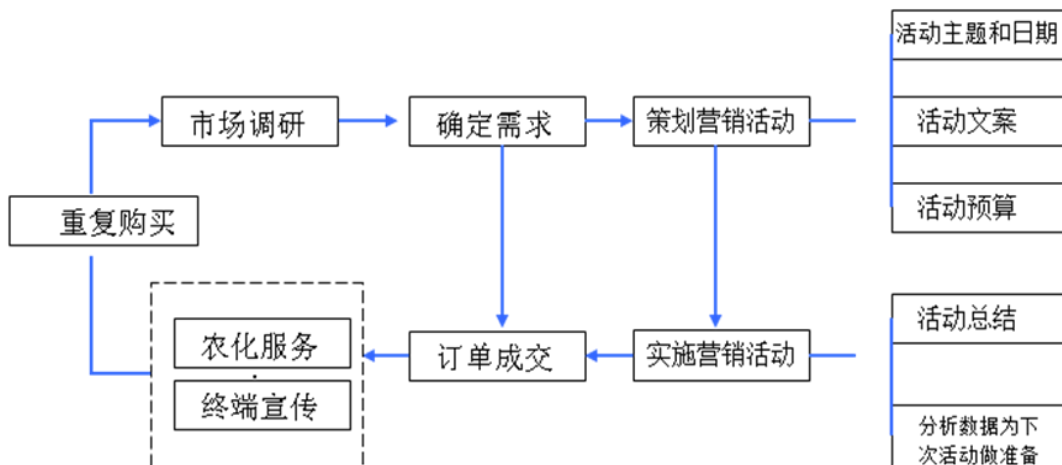 活动主题和日期
市场调研
确定需求
策划营销活动
活动文案
重复购买
活动预算
农化服务
订单成交
实施营销活动
活动总结
终端宣传
分析数据为下
次活动做准备